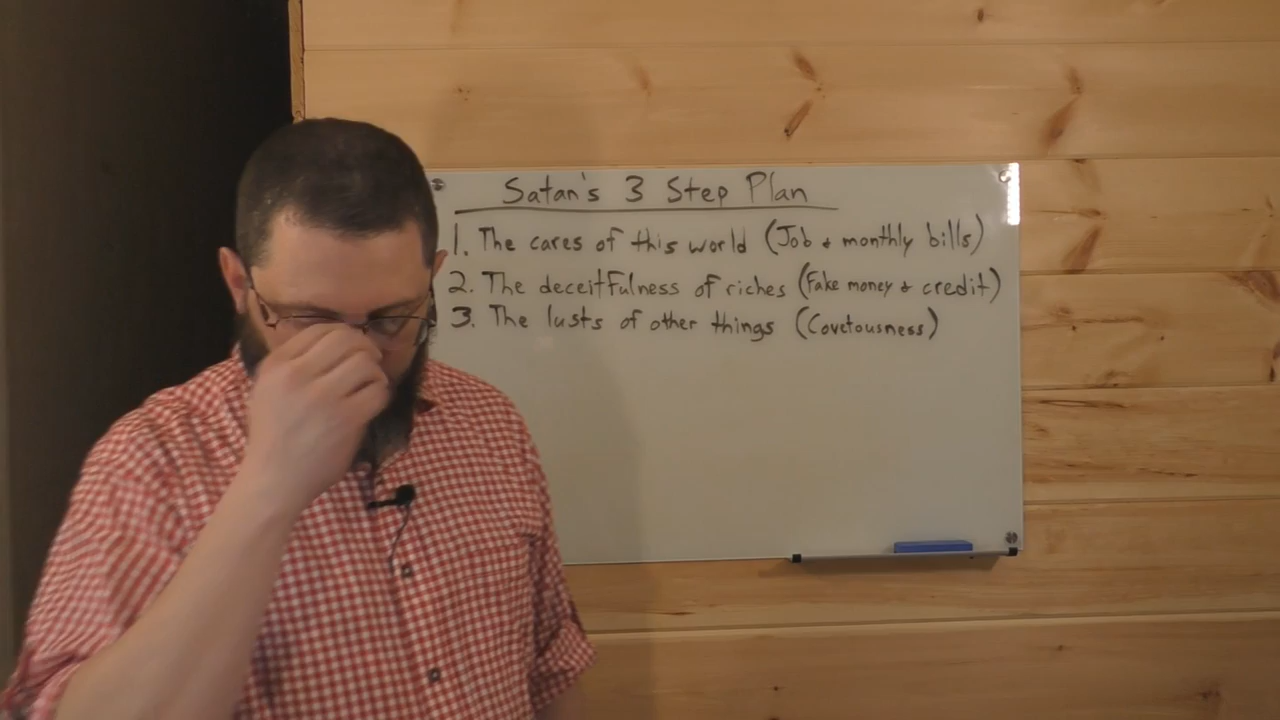 Satan's 3 Step Plan
1. The cares of this world (Job & monthly bills)
2. The deceitfulness of riches (Fake money & credit)
3. The lusts of other things (Covetousness)